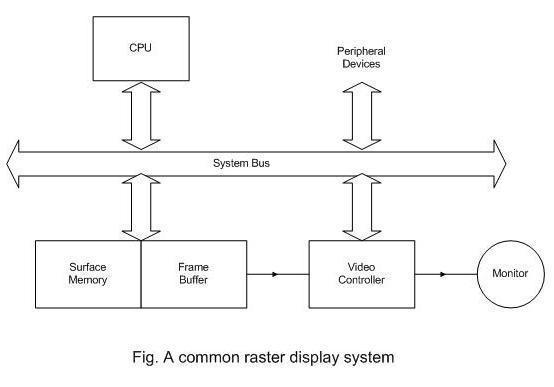 CPU
Peripheral
Devices
System Bus
Surface
Memory
Frame
Buffer
Video
Controller
Monitor
Fig. A common raster display system